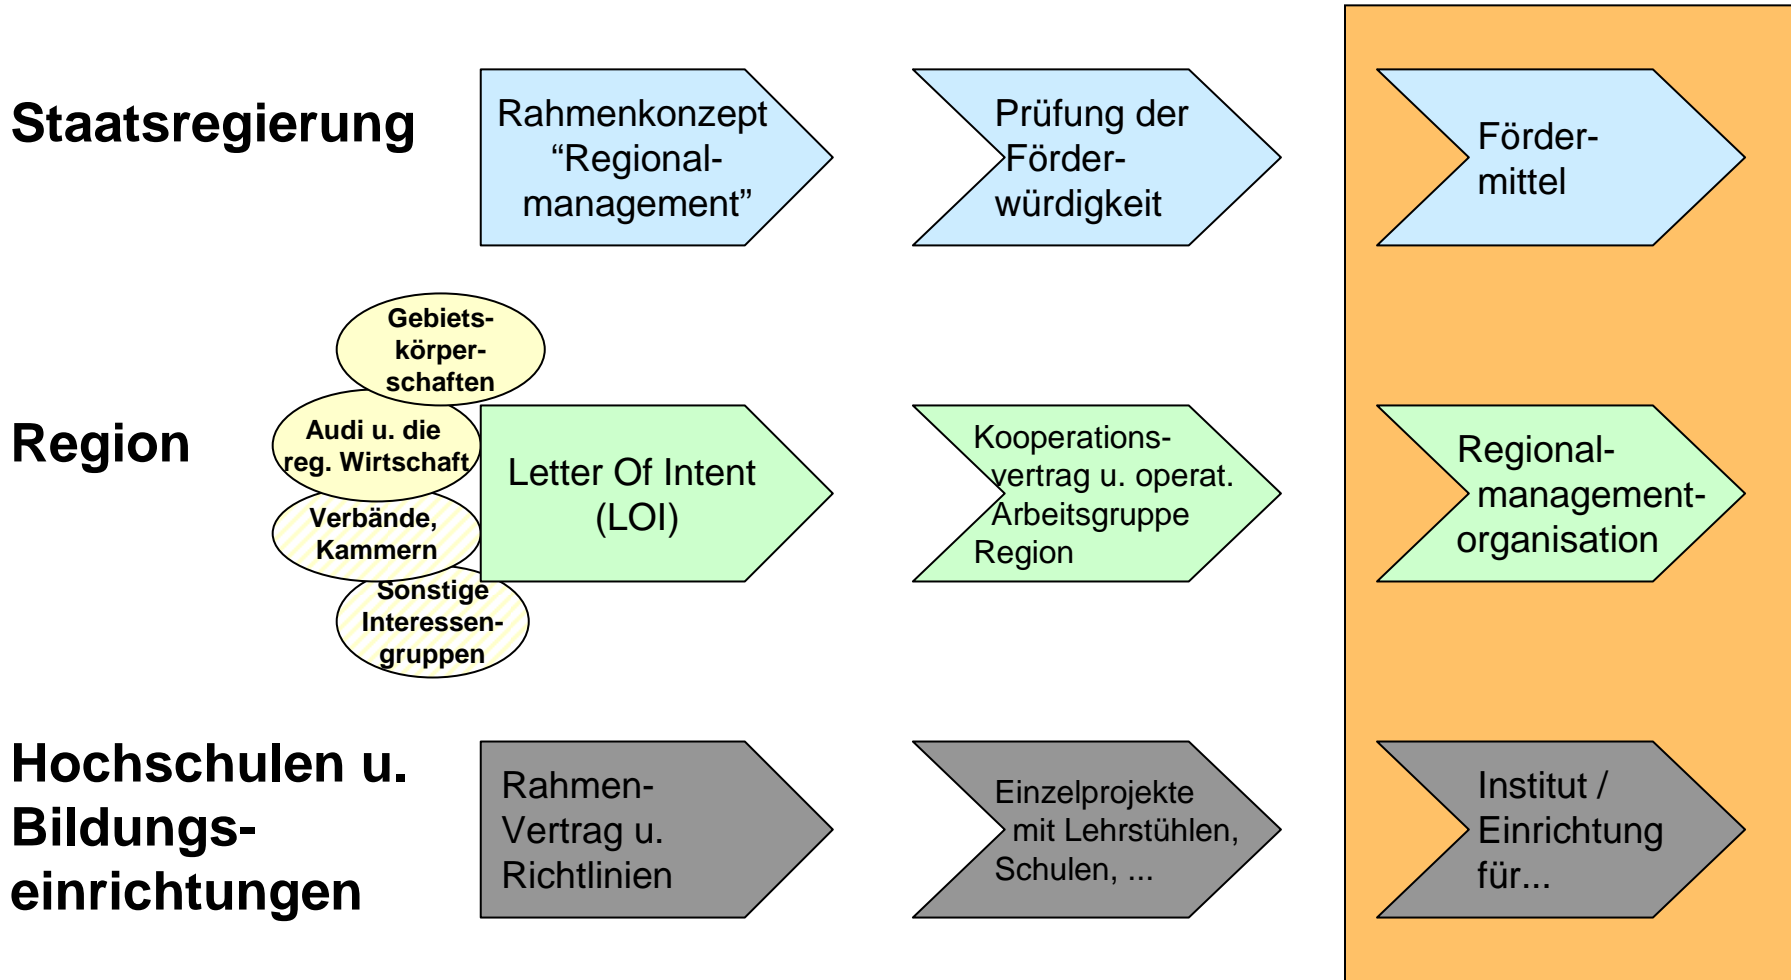 Staatsregierung
Rahmenkonzept
“Regional-
management”
Prüfung der
Förder-
würdigkeit
Förder-
mittel
Region
Gebiets-
körper-
schaften
Audi u. die
reg. Wirtschaft
Verbände,
Kammern
Sonstige
Interessen-
gruppen
Letter Of Intent
(LOI)
Kooperations-
vertrag u. operat.
Arbeitsgruppe
Region
Regional-
management-
organisation
Hochschulen u.
Bildungs-
einrichtungen
Rahmen-
Vertrag u.
Richtlinien
Einzelprojekte
mit Lehrstühlen,
Schulen, ...
Institut /
Einrichtung
für...